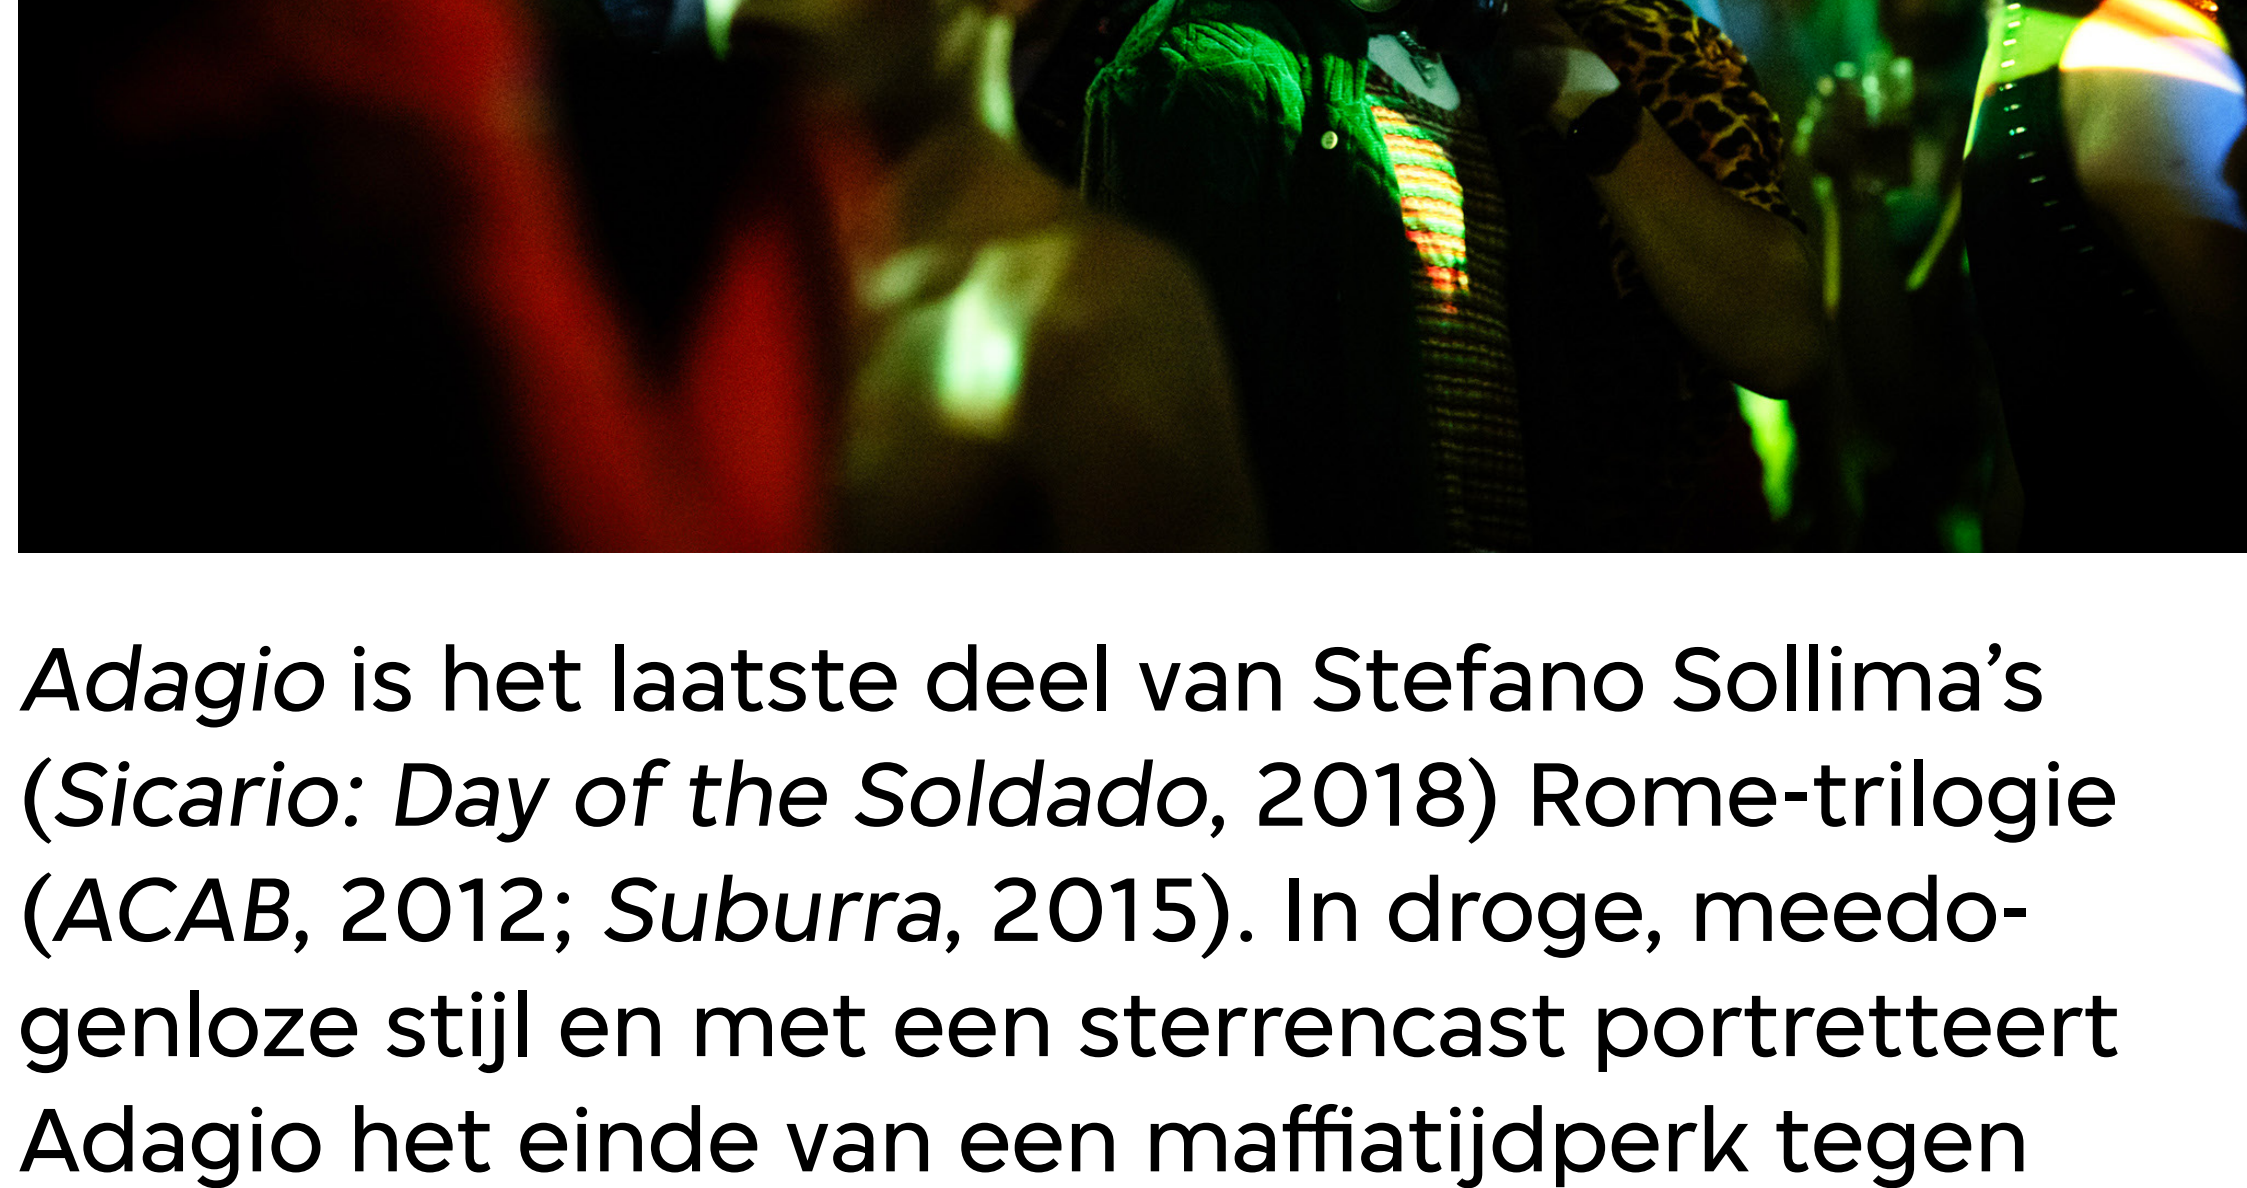 Adagio is het laatste deel van Stefano Sollima’s
(Sicario: Day of the Soldado, 2018) Rome-trilogie
(ACAB, 2012; Suburra, 2015). In droge, meedo-
genloze stijl en met een sterrencast portretteert
Adagio het einde van een maffiatijdperk tegen